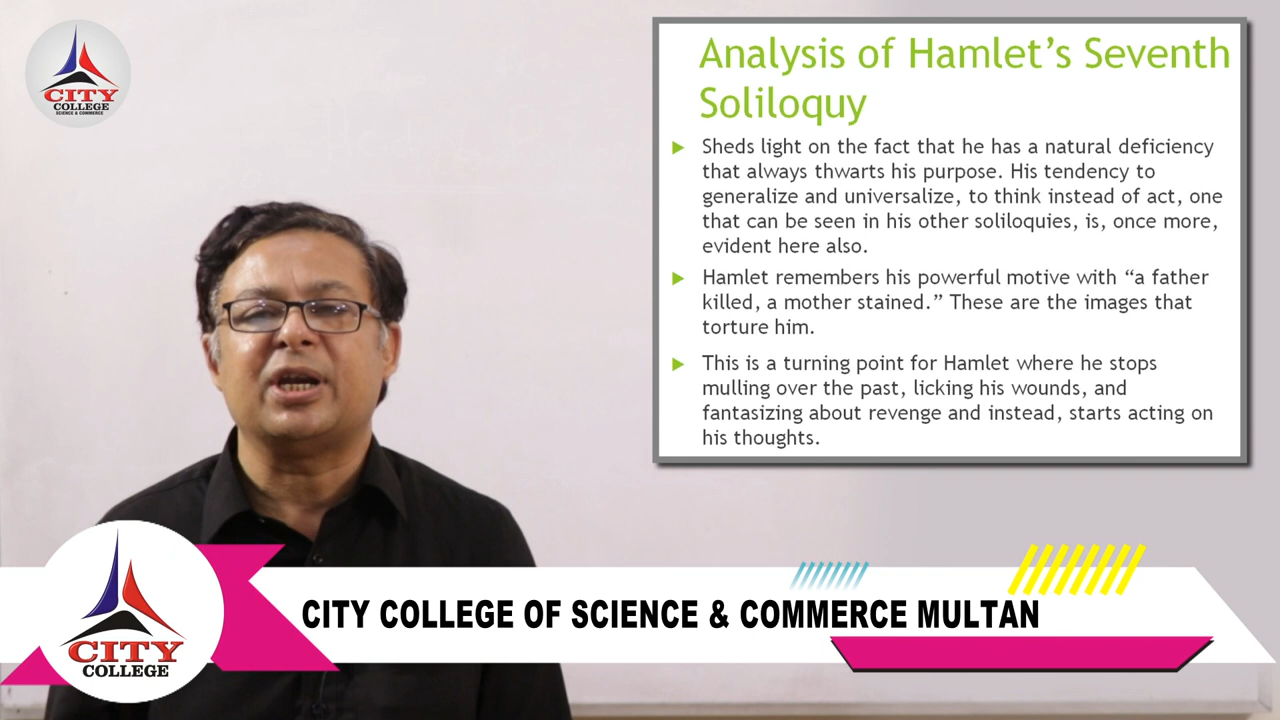 CITY
COLLEGE
SCIENCE & COMMERCE
Analysis of Hamlet’s Seventh
Soliloquy
Sheds light on the fact that he has a natural deficiency
that always thwarts his purpose. His tendency to
generalize and universalize, to think instead of act, one
that can be seen in his other soliloquies, is, once more,
evident here also.
Hamlet remembers his powerful motive with “a father
killed, a mother stained.” These are the images that
torture him.
This is a turning point for Hamlet where he stops
mulling over the past, licking his wounds, and
fantasizing about revenge and instead, starts acting on
his thoughts.
CITY
COLLEGE
CITY COLLEGE OF SCIENCE & COMMERCE MULTAN